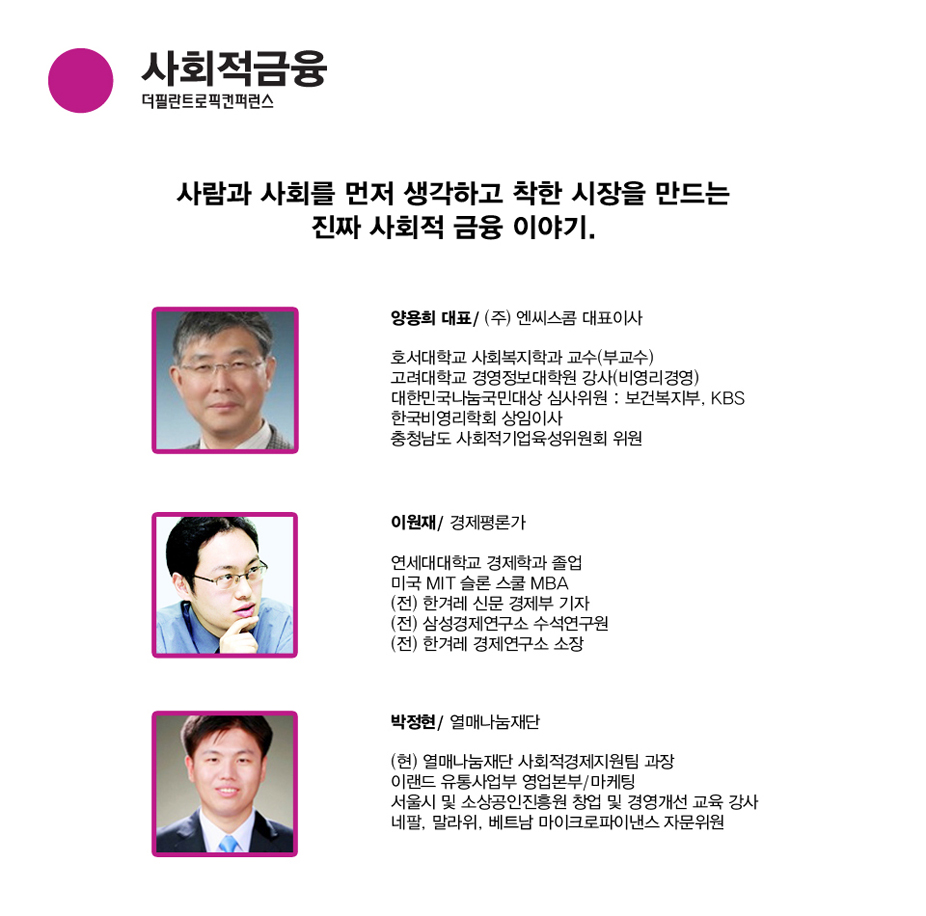 사회적금융
더필란트로픽컨퍼런스
사람과 사회를 먼저 생각하고 착한 시장을 만드는
진짜 사회적 금융 이야기.
양용희 대표/ (주) 엔씨스콤 대표이사
호서대학교 사회복지학과 교수(부교수)
고려대학교 경영정보대학원 강사(비영리경영)
대한민국나눔국민대상 심사위원 : 보건복지부, KBS
한국비영리학회 상임이사
충청남도 사회적기업육성위원회 위원
이원재/ 경제평론가
연세대대학교 경제학과 졸업
미국 MIT 슬론 스쿨 MBA
(전) 한겨레 신문 경제부 기자
(전) 삼성경제연구소 수석연구원
(전) 한겨레 경제연구소 소장
박정현/ 열매나눔재단
(현) 열매나눔재단 사회적경제지원팀 과장
이랜드 유통사업부 영업본부/마케팅
서울시 및 소상공인진흥원 창업 및 경영개선 교육 강사
네팔, 말라위, 베트남 마이크로파이낸스 자문위원